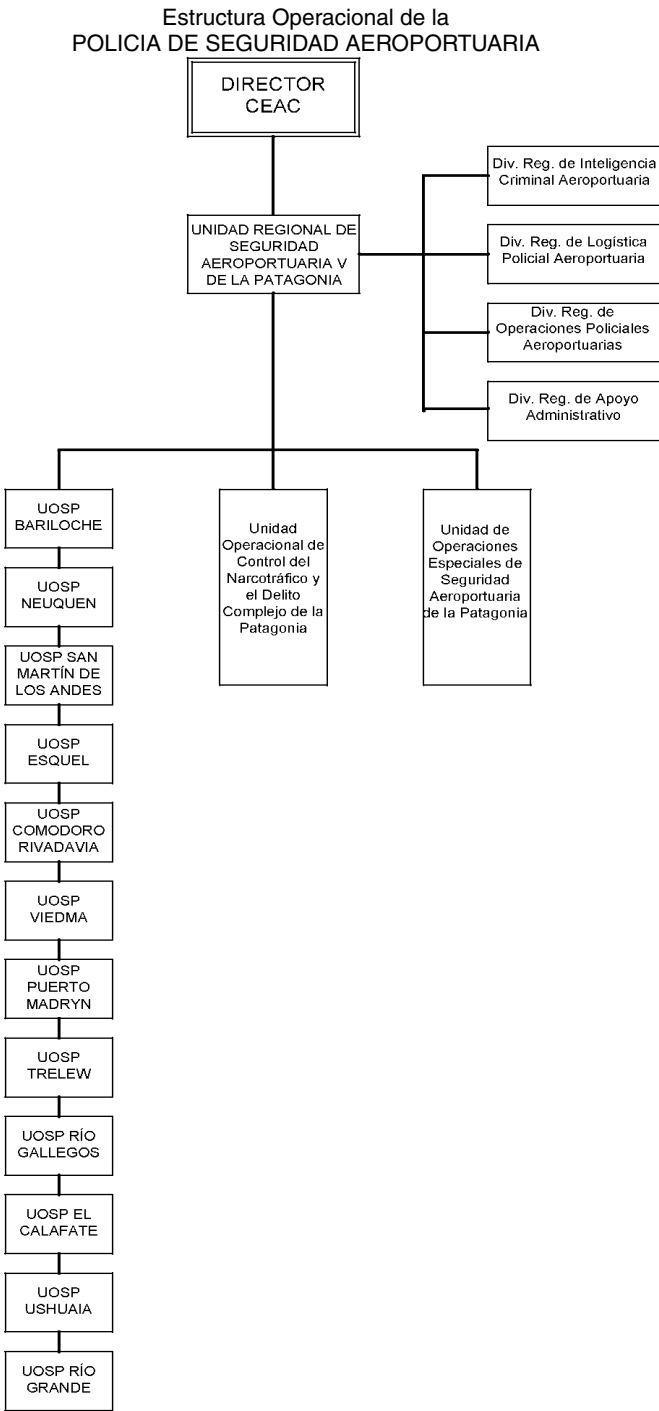 Estructura Operacional de la
POLICIA DE SEGURIDAD AEROPORTUARIA
DIRECTOR
CEAC
Div. Reg. de Inteligencia
Criminal Aeroportuaria
UNIDAD REGIONAL DE
SEGURIDAD
AEROPORTUARIA V
DE LA PATAGONIA
Div. Reg. de Logística
Policial Aeroportuaria
Div. Reg. de
Operaciones Policiales
Aeroportuarias
Div. Reg. de Apoyo
Administrativo
UOSP
BARILOCHE
UOSP
NEUQUEN
UOSP SAN
MARTÍN DE
LOS ANDES
UOSP
ESQUEL
UOSP
COMODORO
RIVADAVIA
UOSP
VIEDMA
UOSP
PUERTO
MADRYN
UOSP
TRELEW
UOSP RÍO
GALLEGOS
UOSP EL
CALAFATE
UOSP
USHUAIA
UOSP RÍO
GRANDE
Unidad
Operacional de
Control del
Narcotráfico y
el Delito
Complejo de la
Patagonia
Unidad de
Operaciones
Especiales de
Seguridad
Aeroportuaria
de la Patagonia